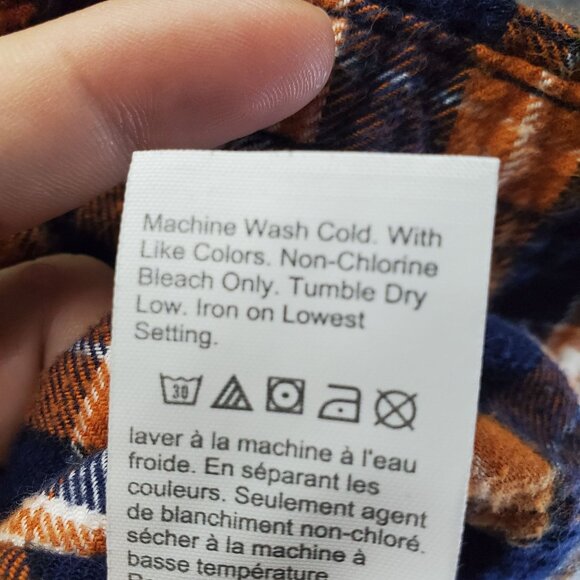 Machine Wash Cold. With
Like Colors. Non-Chlorine
Bleach Only. Tumble Dry
Low. Iron on Lowest
Setting.
30
laver à la machine à l'eau
froide. En séparant les
couleurs. Seulement agent
de blanchiment non-chloré.
sécher à la machine à
basse température